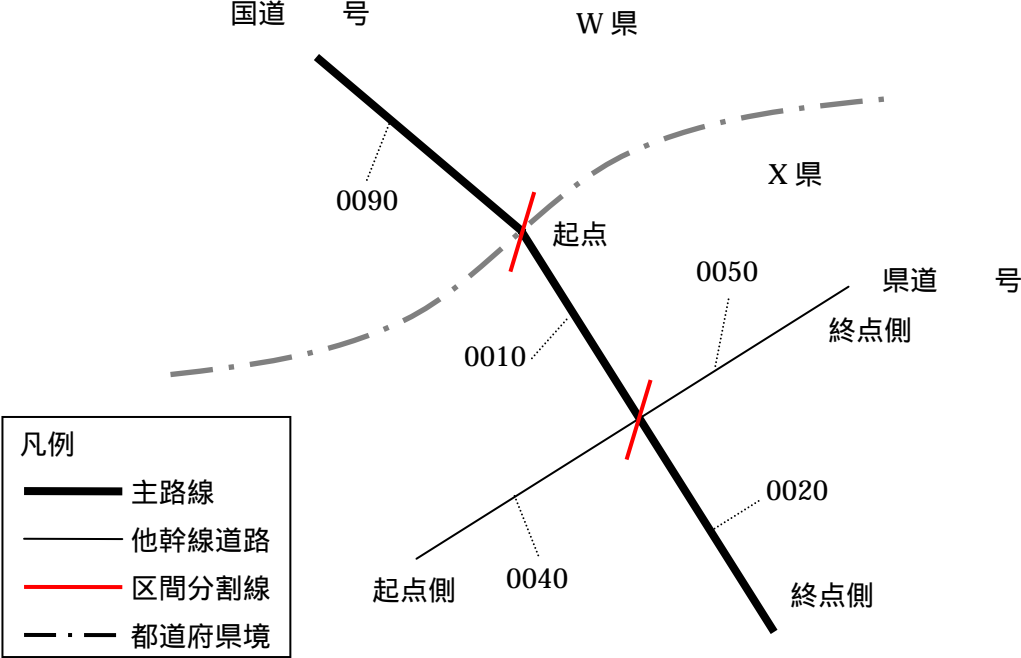 国道　　号
W 県
X 県
0090
起点
0050
県道　　号
終点側
0010
0020
0040
起点側
終点側
凡例
主路線
他幹線道路
区間分割線
都道府県境